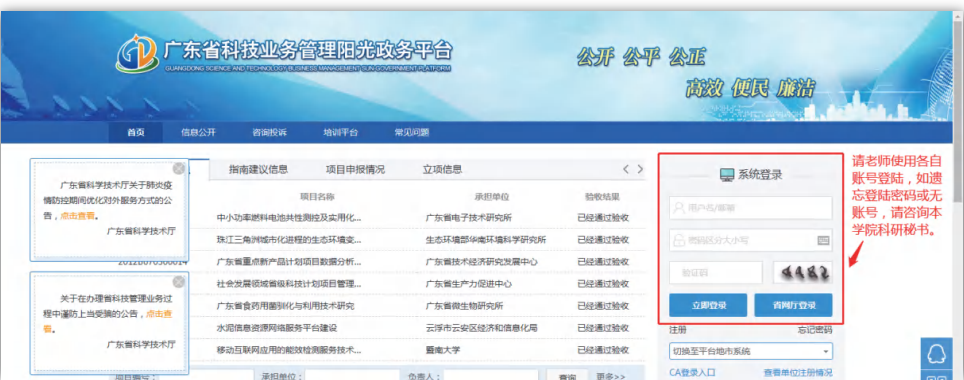 广东省科技业务管理阳光政务平台
GUANGDONG SCIENCE AND TECHNOLOGY BUSINESS MANAGEMENT SUN GOVERNMENT PLATFORM
公开 公平 公正
高效 便民 廉洁
首页 信息公开 咨询投诉 培训平台 常见问题
指南建议信息 项目申报情况 立项信息 < >
项目名称 承担单位 验收结果
中小功率燃料电池共性测控及实用化... 广东省电子技术研究所 已经通过验收
珠江三角洲城市化进程的生态环境变... 生态环境部华南环境科学研究所 已经通过验收
2012B070300014 广东省重点新产品计划项目数据分析... 广东省技术经济研究发展中心 已经通过验收
社会发展领域省级科技计划项目管理... 广东省生产力促进中心 已经通过验收
广东省食药用菌驯化与利用技术研究 广东省微生物研究所 已经通过验收
水泥信息资源网络服务平台建设 云浮市云安区经济和信息化局 已经通过验收
移动互联网应用的能效检测服务技术... 暨南大学 已经通过验收
项目编号： 承担单位： 负责人： 查询 更多>>
广东省科学技术厅关于肺炎疫
情防控期间优化对外服务方式的公
告，点击查看。
广东省科学技术厅
关于在办理省科技管理业务过
程中谨防上当受骗的公告，点击查
看。
广东省科学技术厅
系统登录
用户名/邮箱
密码区分大小写
验证码 4482
立即登录 省网厅登录
注册 忘记密码
切换至平台地市系统
CA登录入口 查看单位注册情况
请老师使用各自
账号登陆，如遗
忘登陆密码或无
账号，请咨询本
学院科研秘书。